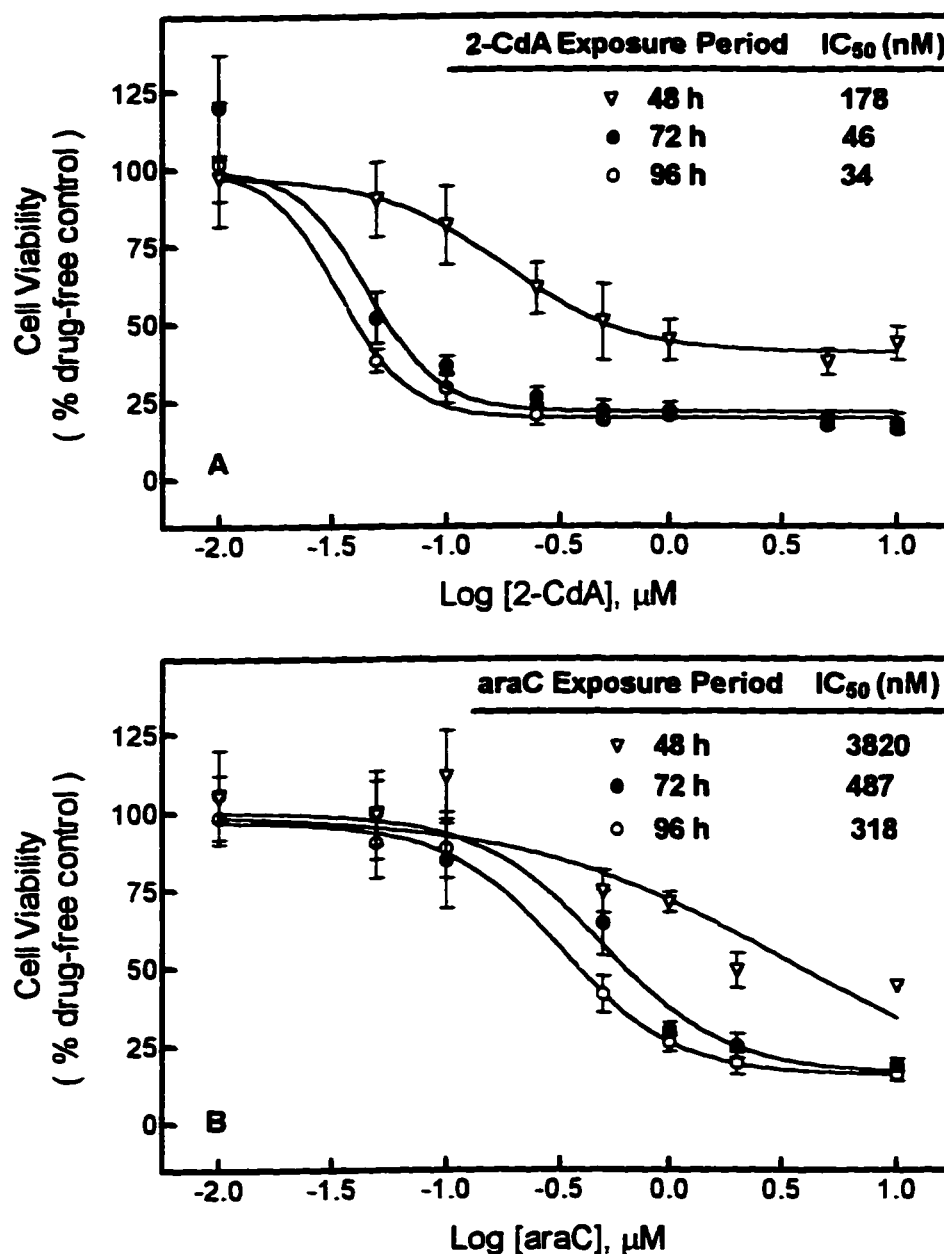 2-CdA Exposure Period IC50 (nM)
48 h 178
72 h 46
96 h 34
125
100
75
50
25
0
Cell Viability
( % drug-free control )
A
-2.0 -1.5 -1.0 -0.5 0.0 0.5 1.0
Log [2-CdA], μM
araC Exposure Period IC50 (nM)
48 h 3820
72 h 487
96 h 318
125
100
75
50
25
0
Cell Viability
( % drug-free control )
B
-2.0 -1.5 -1.0 -0.5 0.0 0.5 1.0
Log [araC], μM